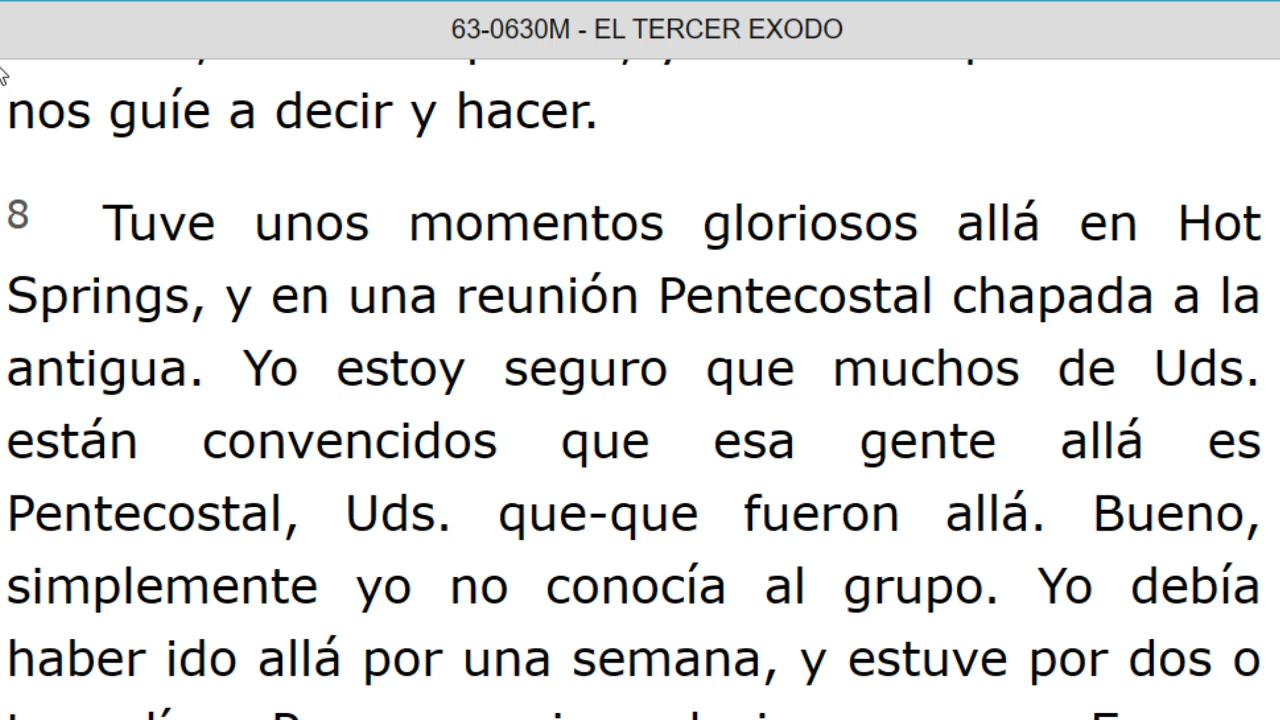 63-0630M - EL TERCER EXODO
nos guíe a decir y hacer.
8 Tuve unos momentos gloriosos allá en Hot
Springs, y en una reunión Pentecostal chapada a la
antigua. Yo estoy seguro que muchos de Uds.
están convencidos que esa gente allá es
Pentecostal, Uds. que-que fueron allá. Bueno,
simplemente yo no conocía al grupo. Yo debía
haber ido allá por una semana, y estuve por dos o